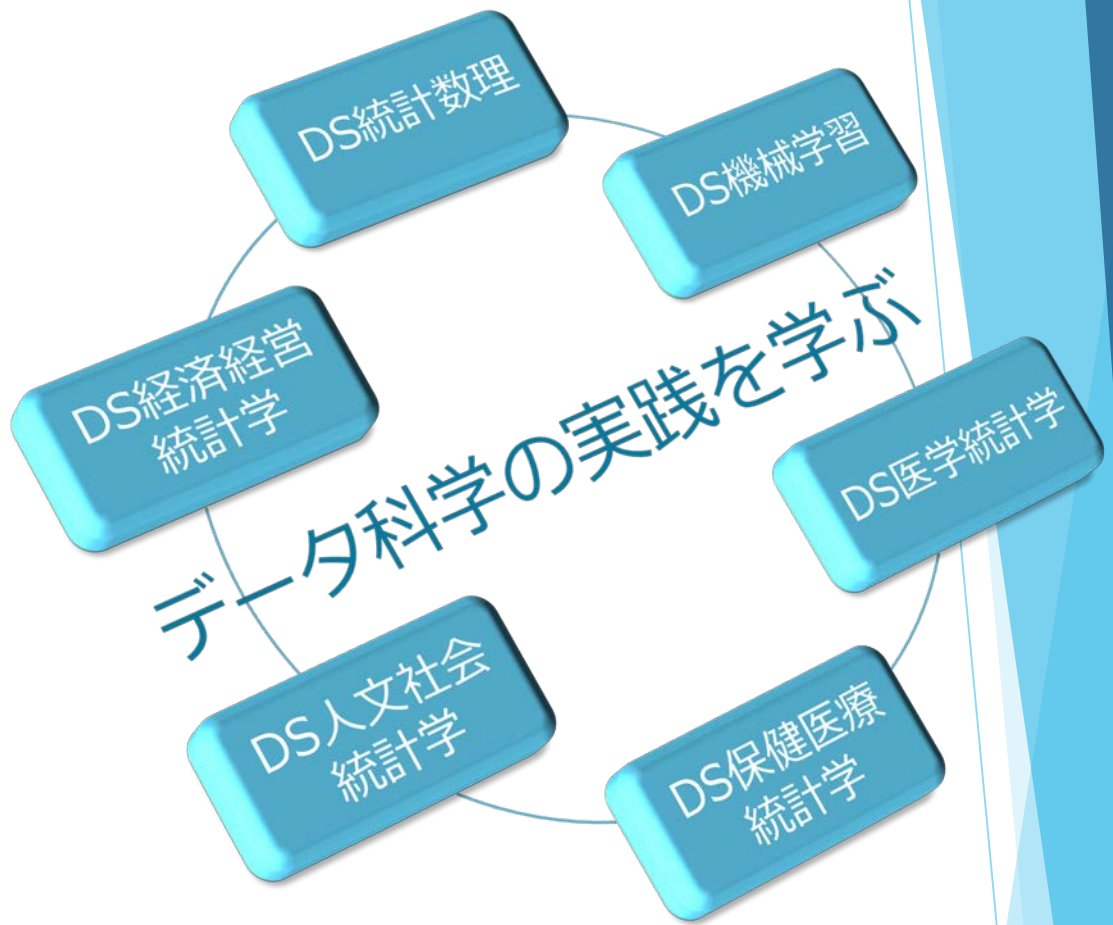 DS統計数理
DS機械学習
DS経済経営
統計学
データ科学の実践を学ぶ
DS医学統計学
DS人文社会
統計学
DS保健医療
統計学